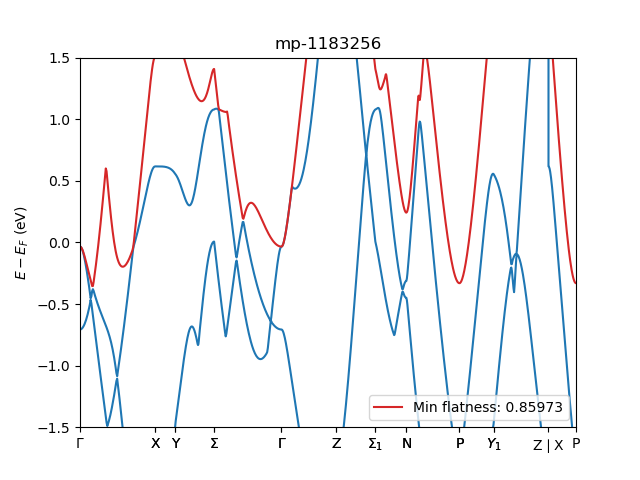 mp-1183256
E − E_F (eV)
1.5
1.0
0.5
0.0
−0.5
−1.0
−1.5
Min flatness: 0.85973
Γ X Y Σ Γ Z Σ₁ N P Y₁ Z | X P